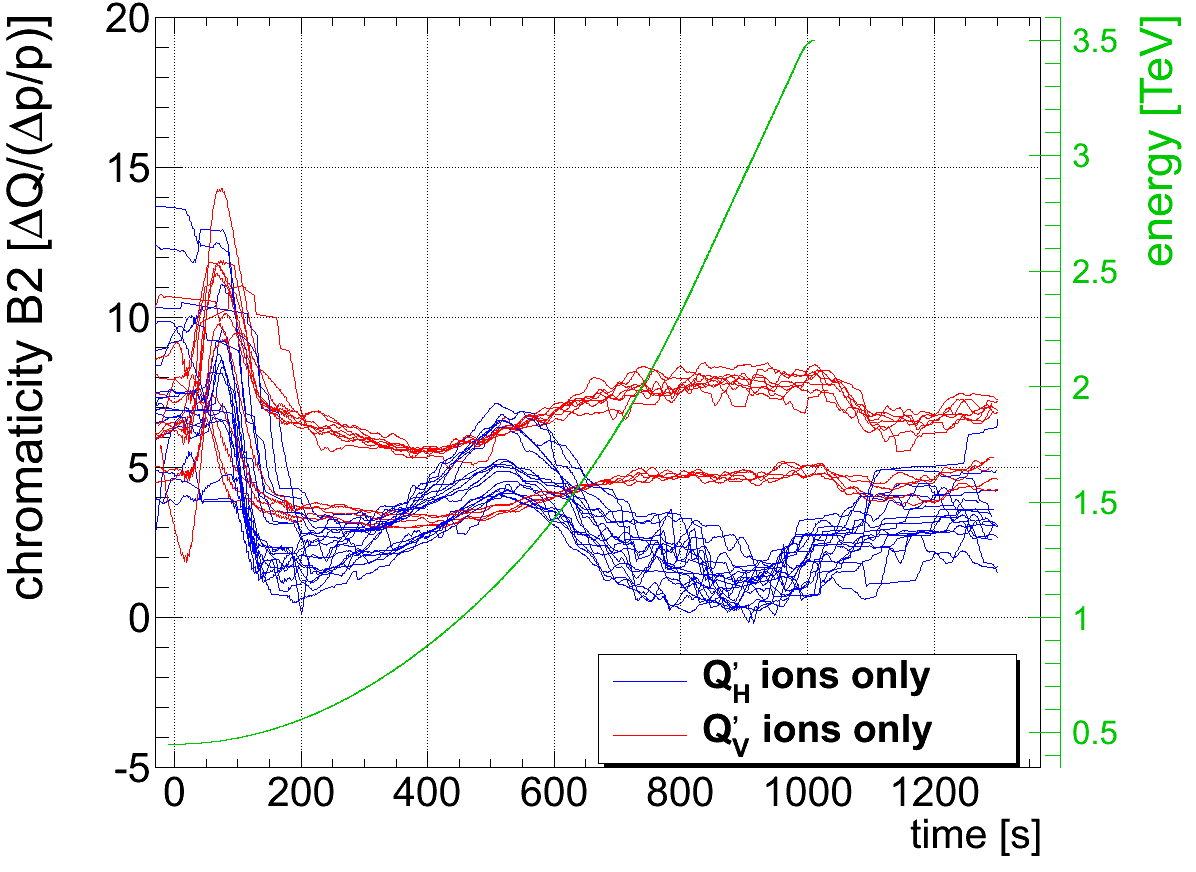 chromaticity B2 [ΔQ/(Δp/p)]
20
15
10
5
0
-5
0 200 400 600 800 1000 1200
time [s]
energy [TeV]
3.5
3
2.5
2
1.5
1
0.5
Q'H ions only
Q'V ions only